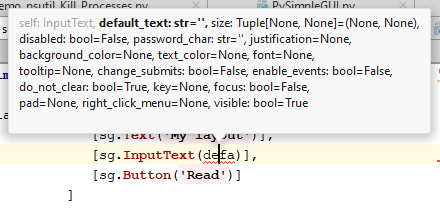 emo_psutil_Kill_Processes.py PySimpleGUI.py
self: InputText, default_text: str='', size: Tuple[None, None]=(None, None),
disabled: bool=False, password_char: str='', justification=None,
background_color=None, text_color=None, font=None,
tooltip=None, change_submits: bool=False, enable_events: bool=False,
do_not_clear: bool=True, key=None, focus: bool=False,
pad=None, right_click_menu=None, visible: bool=True
[sg.Text('My layout')],
[sg.InputText(defa)],
[sg.Button('Read')]
]